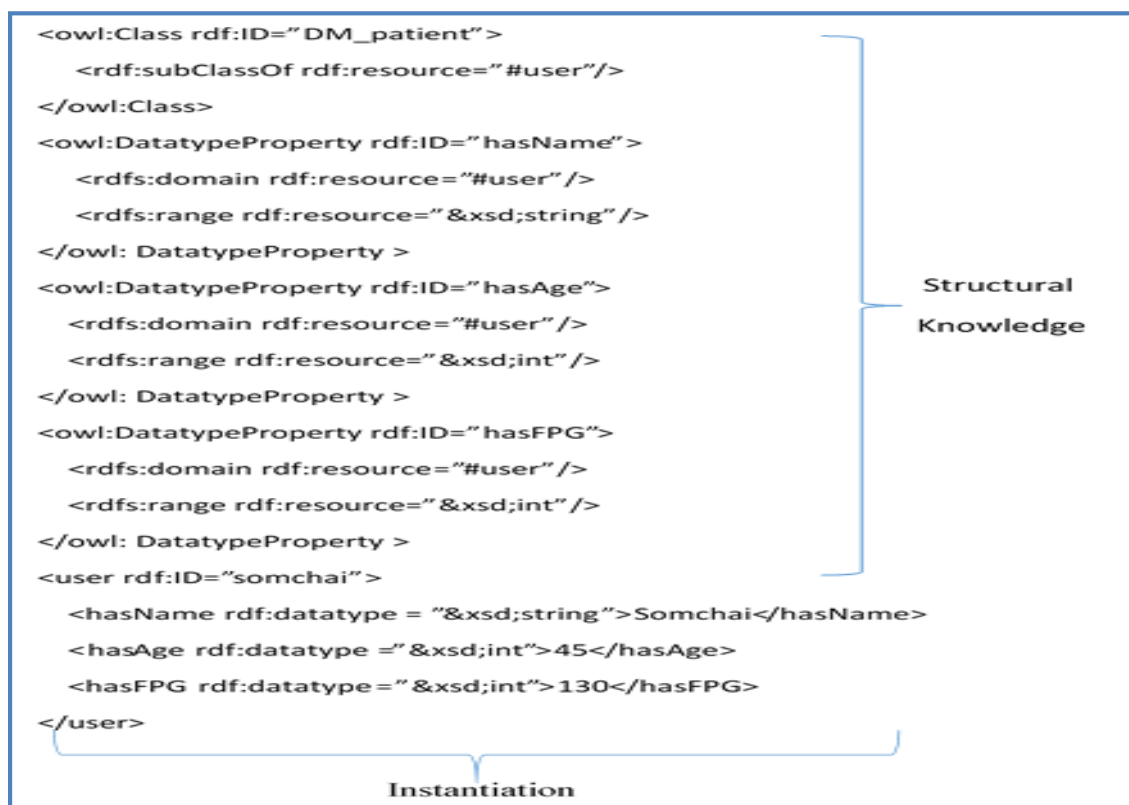 <owl:Class rdf:ID="DM_patient">
<rdf:subClassOf rdf:resource="#user"/>
</owl:Class>
<owl:DatatypeProperty rdf:ID="hasName">
<rdfs:domain rdf:resource="#user"/>
<rdfs:range rdf:resource="&xsd;string"/>
</owl: DatatypeProperty >
<owl:DatatypeProperty rdf:ID="hasAge">
<rdfs:domain rdf:resource="#user"/>
<rdfs:range rdf:resource="&xsd;int"/>
</owl: DatatypeProperty >
<owl:DatatypeProperty rdf:ID="hasFPG">
<rdfs:domain rdf:resource="#user"/>
<rdfs:range rdf:resource="&xsd;int"/>
</owl: DatatypeProperty >
<user rdf:ID="somchai">
<hasName rdf:datatype = "&xsd;string">Somchai</hasName>
<hasAge rdf:datatype ="&xsd;int">45</hasAge>
<hasFPG rdf:datatype="&xsd;int">130</hasFPG>
</user>
Structural
Knowledge
Instantiation